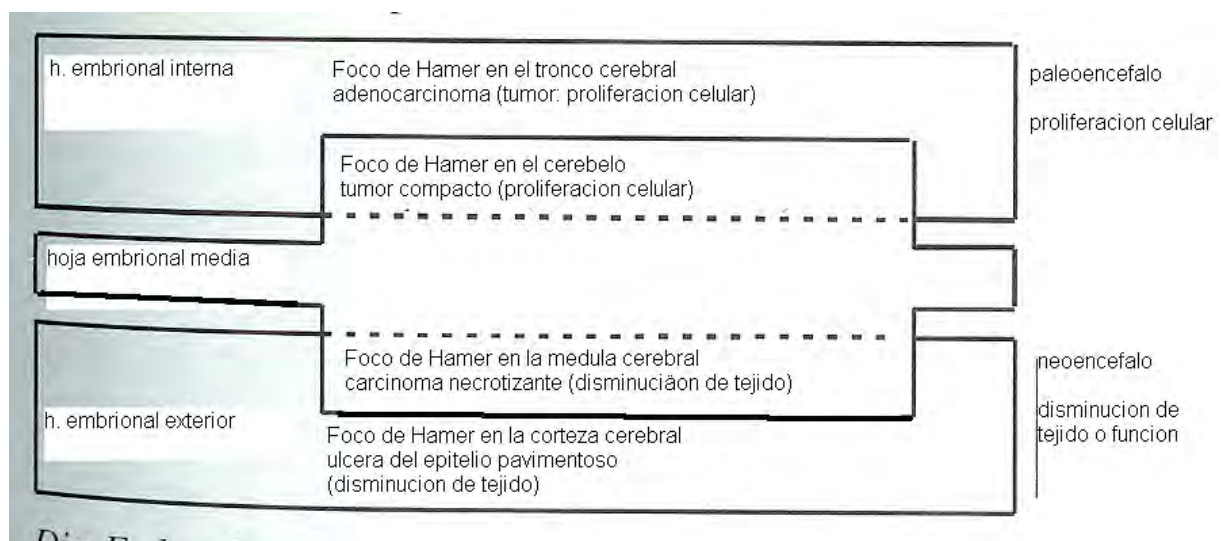 h. embrional interna
Foco de Hamer en el tronco cerebral
adenocarcinoma (tumor: proliferacion celular)
paleoencefalo
proliferacion celular
Foco de Hamer en el cerebelo
tumor compacto (proliferacion celular)
hoja embrional media
Foco de Hamer en la medula cerebral
carcinoma necrotizante (disminuciäon de tejido)
neoencefalo
disminucion de
tejido o funcion
h. embrional exterior
Foco de Hamer en la corteza cerebral
ulcera del epitelio pavimentoso
(disminucion de tejido)